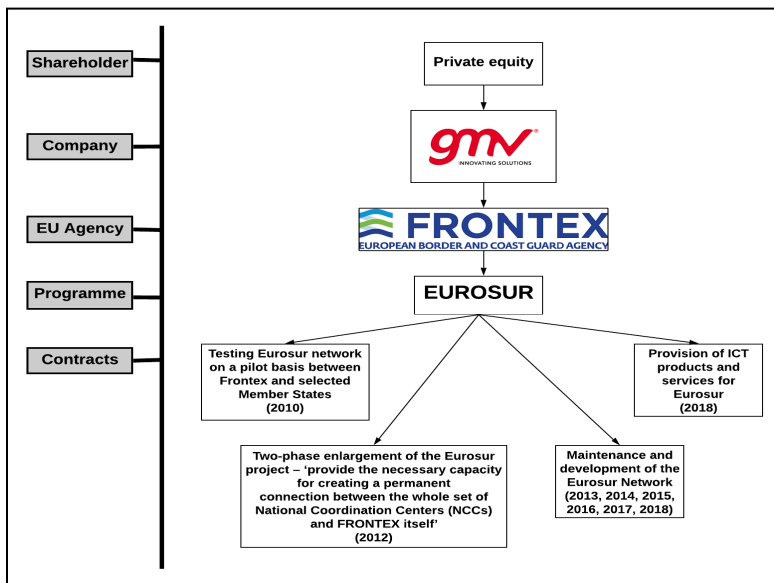 Shareholder
Private equity
Company
gmv®
INNOVATING SOLUTIONS
EU Agency
FRONTEX
EUROPEAN BORDER AND COAST GUARD AGENCY
Programme
EUROSUR
Contracts
Testing Eurosur network
on a pilot basis between
Frontex and selected
Member States
(2010)
Provision of ICT
products and
services for
Eurosur
(2018)
Two-phase enlargement of the Eurosur
project – ‘provide the necessary capacity
for creating a permanent
connection between the whole set of
National Coordination Centers (NCCs)
and FRONTEX itself’
(2012)
Maintenance and
development of the
Eurosur Network
(2013, 2014, 2015,
2016, 2017, 2018)